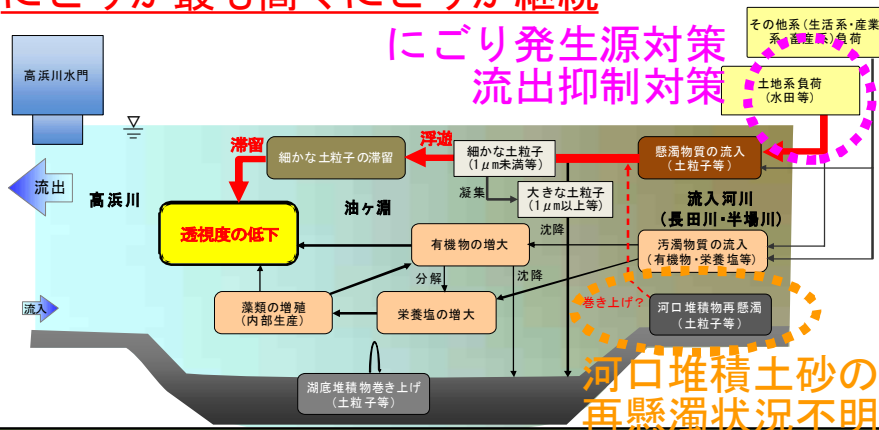 にごりが最も高くにごりが継続
にごり発生源対策
流出抑制対策
その他系(生活系・産業
系・畜産系)負荷
土地系負荷
(水田等)
高浜川水門
滞留
細かな土粒子の滞留
浮遊
細かな土粒子
(1μm未満等)
懸濁物質の流入
(土粒子等)
凝集
大きな土粒子
(1μm以上等)
流出
高浜川
油ヶ淵
流入河川
(長田川・半場川)
透視度の低下
有機物の増大
沈降
汚濁物質の流入
(有機物・栄養塩等)
分解
沈降
流入
藻類の増殖
(内部生産)
栄養塩の増大
巻き上げ?
河口堆積物再懸濁
(土粒子等)
湖底堆積物巻き上げ
(土粒子等)
河口堆積土砂の
再懸濁状況不明